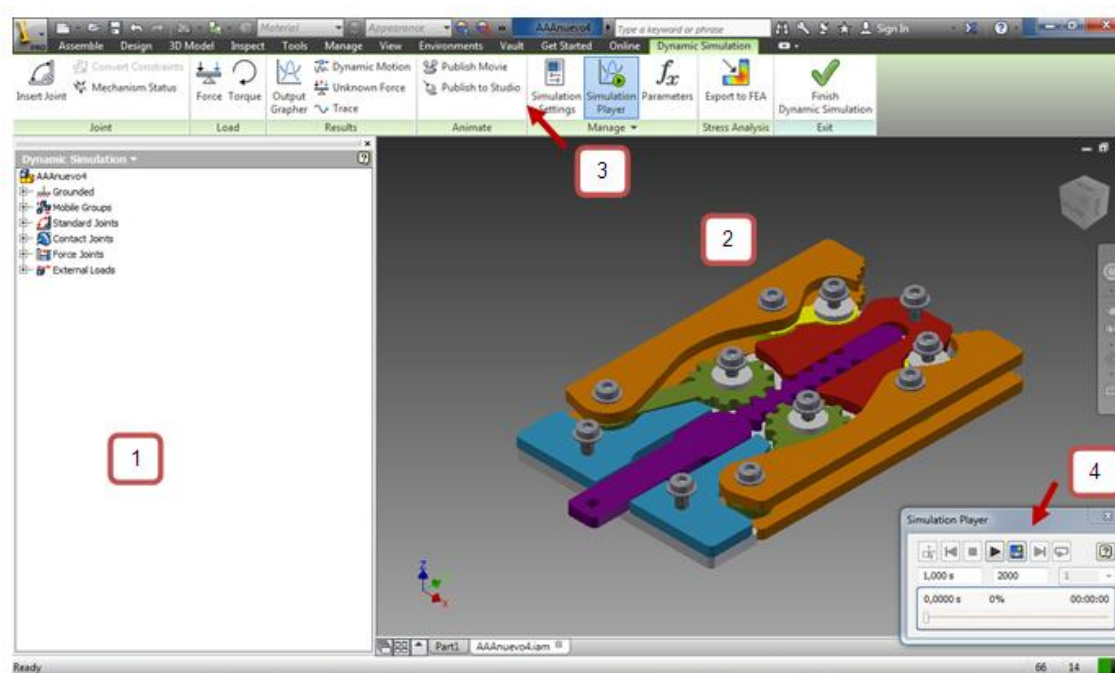 Material Appearance AAAnuevo4 Type a keyword or phrase Sign In
PRO Assemble Design 3D Model Inspect Tools Manage View Environments Vault Get Started Online Dynamic Simulation
Convert Constraints Dynamic Motion Publish Movie
Mechanism Status Unknown Force Publish to Studio
Insert Joint Force Torque Output Grapher Trace Simulation Settings Simulation Player fx Parameters Export to FEA Finish Dynamic Simulation
Joint Load Results Animate Manage Stress Analysis Exit
3
Dynamic Simulation
AAAnuevo4
Grounded
Mobile Groups
Standard Joints
Contact Joints
Force Joints
External Loads
2
1
4
Simulation Player
1,000 s 2000 1
0,0000 s 0% 00:00:00
Z
X
Part1 AAAnuevo4.iam
Ready 66 14